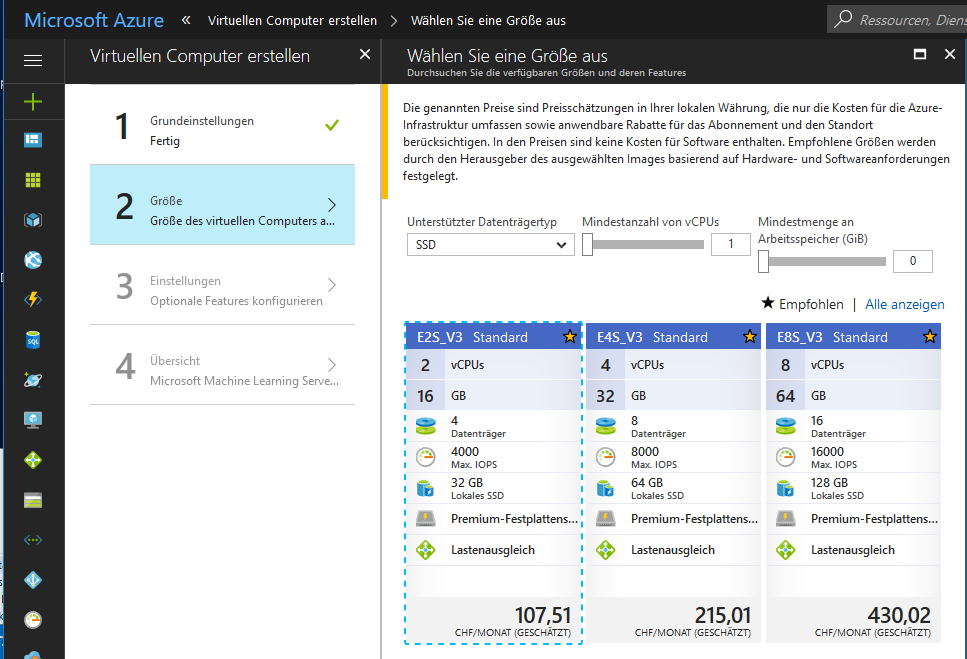 Microsoft Azure « Virtuellen Computer erstellen > Wählen Sie eine Größe aus
Ressourcen, Diens
Virtuellen Computer erstellen
1
Grundeinstellungen
Fertig
2
Größe
Größe des virtuellen Computers a...
3
Einstellungen
Optionale Features konfigurieren
4
Übersicht
Microsoft Machine Learning Serve...
SQL
Wählen Sie eine Größe aus
Durchsuchen Sie die verfügbaren Größen und deren Features
Die genannten Preise sind Preisschätzungen in Ihrer lokalen Währung, die nur die Kosten für die Azure-
Infrastruktur umfassen sowie anwendbare Rabatte für das Abonnement und den Standort
berücksichtigen. In den Preisen sind keine Kosten für Software enthalten. Empfohlene Größen werden
durch den Herausgeber des ausgewählten Images basierend auf Hardware- und Softwareanforderungen
festgelegt.
Unterstützter Datenträgertyp
SSD
Mindestanzahl von vCPUs
1
Mindestmenge an
Arbeitsspeicher (GiB)
0
★ Empfohlen | Alle anzeigen
E2S_V3 Standard
2 vCPUs
16 GB
4
Datenträger
4000
Max. IOPS
32 GB
Lokales SSD
Premium-Festplattens...
Lastenausgleich
107,51
CHF/MONAT (GESCHÄTZT)
E4S_V3 Standard
4 vCPUs
32 GB
8
Datenträger
8000
Max. IOPS
64 GB
Lokales SSD
Premium-Festplattens...
Lastenausgleich
215,01
CHF/MONAT (GESCHÄTZT)
E8S_V3 Standard
8 vCPUs
64 GB
16
Datenträger
16000
Max. IOPS
128 GB
Lokales SSD
Premium-Festplattens...
Lastenausgleich
430,02
CHF/MONAT (GESCHÄTZT)